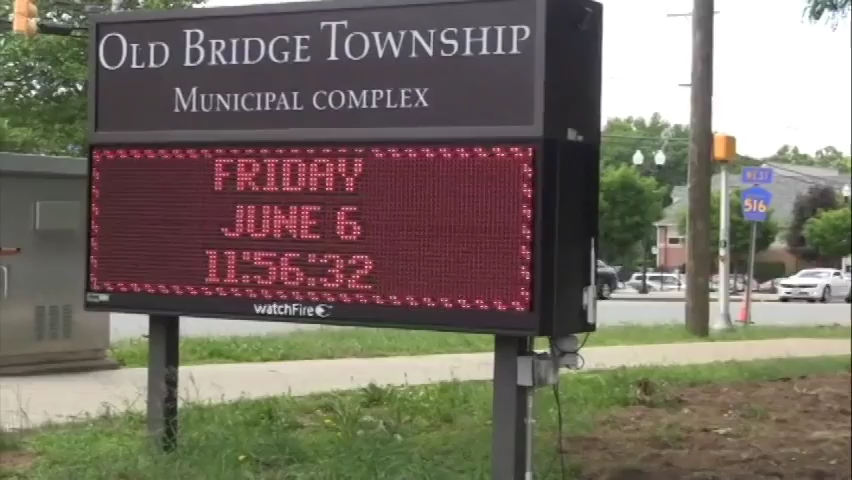 OLD BRIDGE TOWNSHIP
MUNICIPAL COMPLEX
FRIDAY
JUNE 6
11:56:32
watchFire
WEST
516